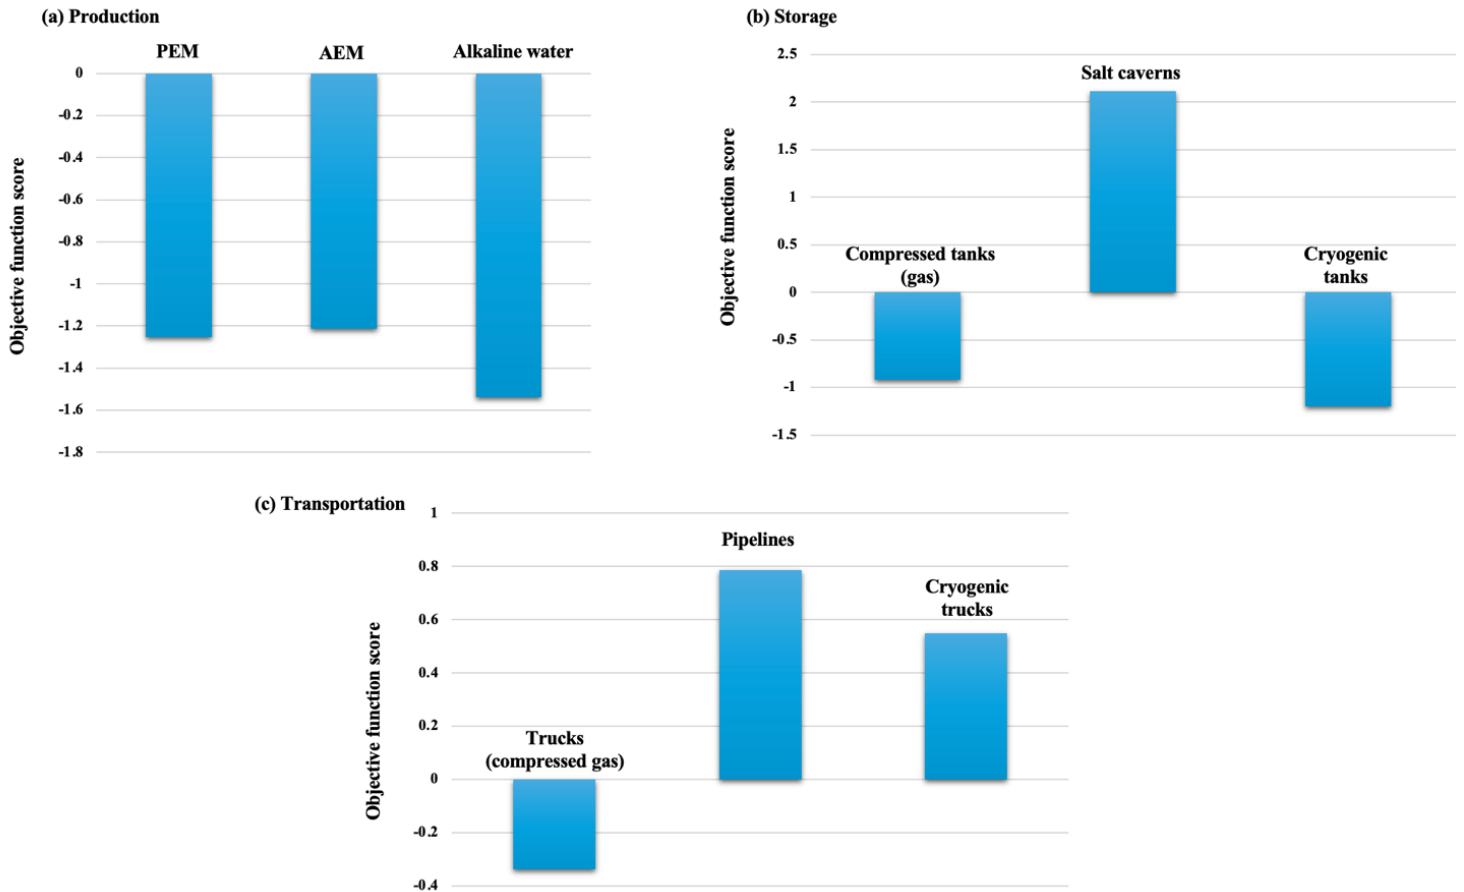 (a) Production
PEM
AEM
Alkaline water
0
-0.2
-0.4
-0.6
-0.8
-1
-1.2
-1.4
-1.6
-1.8
Objective function score
(b) Storage
2.5
2
1.5
1
0.5
0
-0.5
-1
-1.5
Objective function score
Salt caverns
Compressed tanks
(gas)
Cryogenic
tanks
(c) Transportation
1
0.8
0.6
0.4
0.2
0
-0.2
-0.4
Objective function score
Pipelines
Cryogenic
trucks
Trucks
(compressed gas)